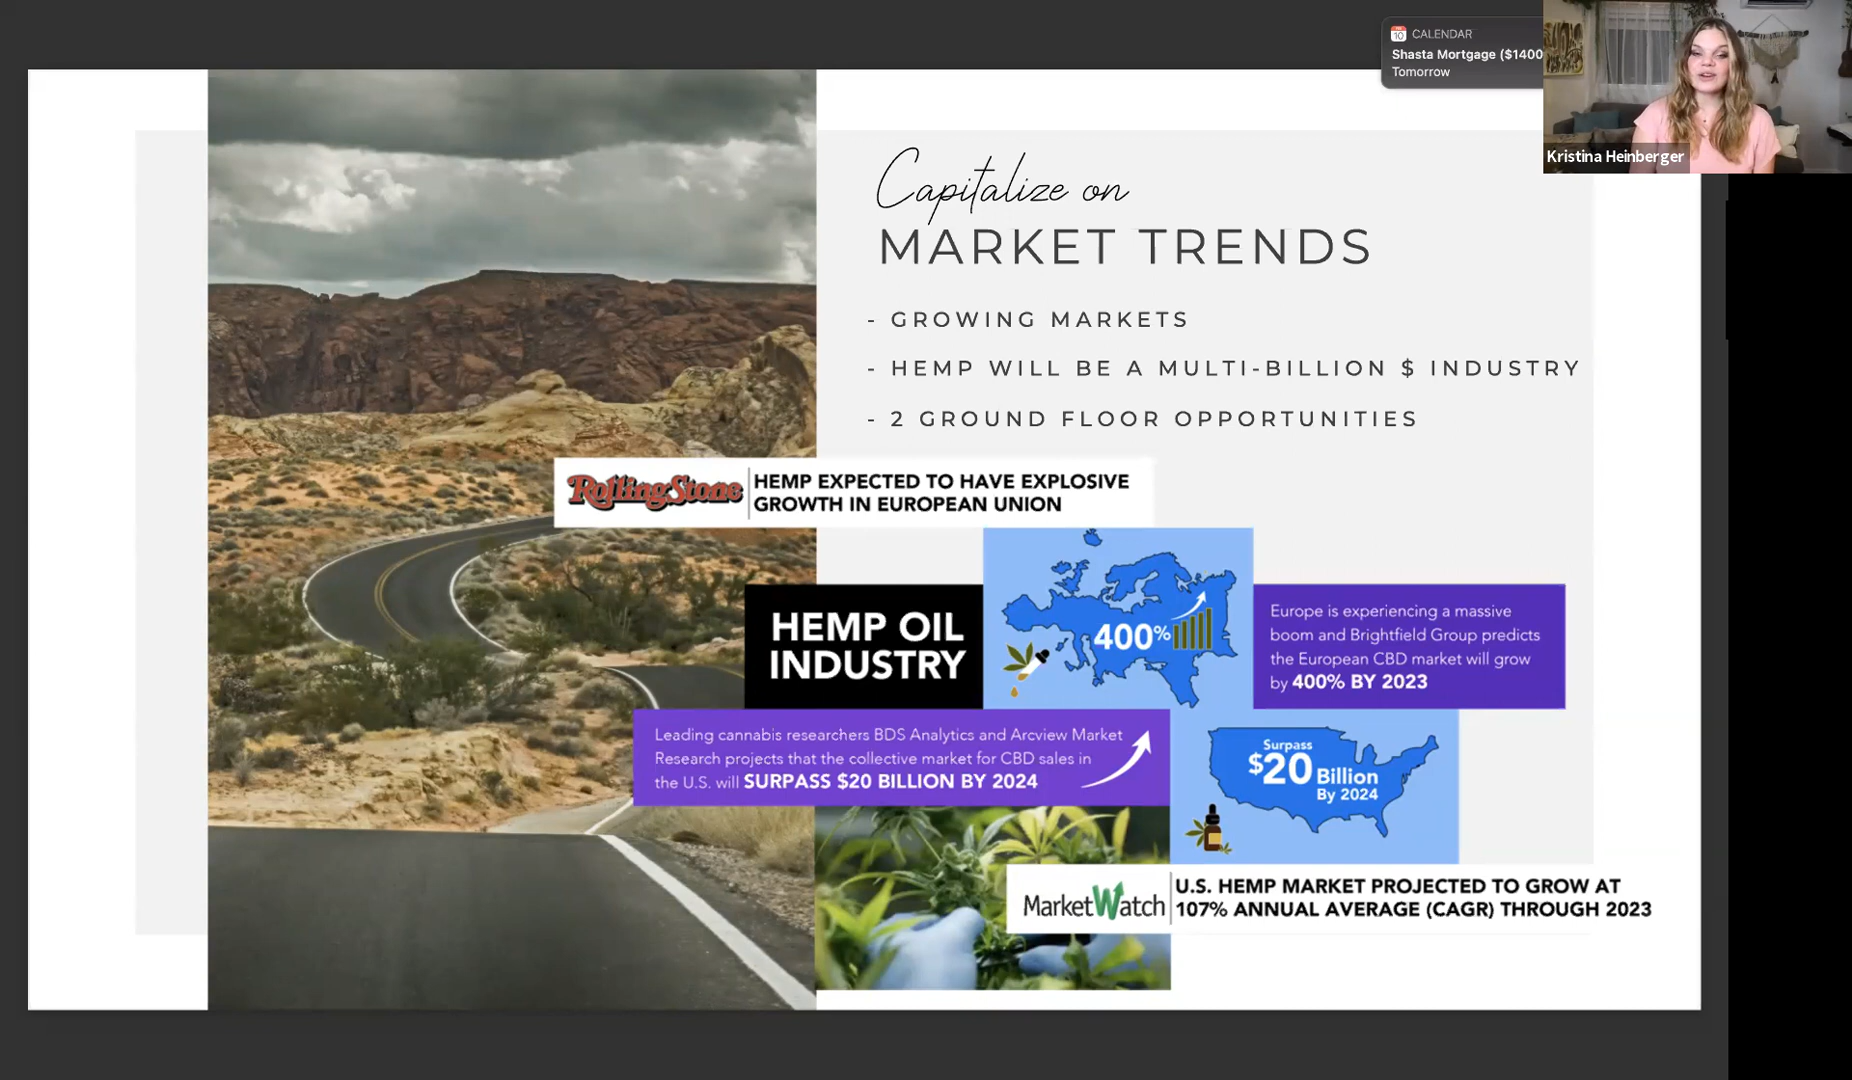 10 CALENDAR
Shasta Mortgage ($1400
Tomorrow
Kristina Heinberger
Capitalize on
MARKET TRENDS
- GROWING MARKETS
- HEMP WILL BE A MULTI-BILLION $ INDUSTRY
- 2 GROUND FLOOR OPPORTUNITIES
RollingStone
HEMP EXPECTED TO HAVE EXPLOSIVE
GROWTH IN EUROPEAN UNION
HEMP OIL
INDUSTRY
400%
Europe is experiencing a massive
boom and Brightfield Group predicts
the European CBD market will grow
by 400% BY 2023
Leading cannabis researchers BDS Analytics and Arcview Market
Research projects that the collective market for CBD sales in
the U.S. will SURPASS $20 BILLION BY 2024
Surpass
$20 Billion
By 2024
MarketWatch
U.S. HEMP MARKET PROJECTED TO GROW AT
107% ANNUAL AVERAGE (CAGR) THROUGH 2023